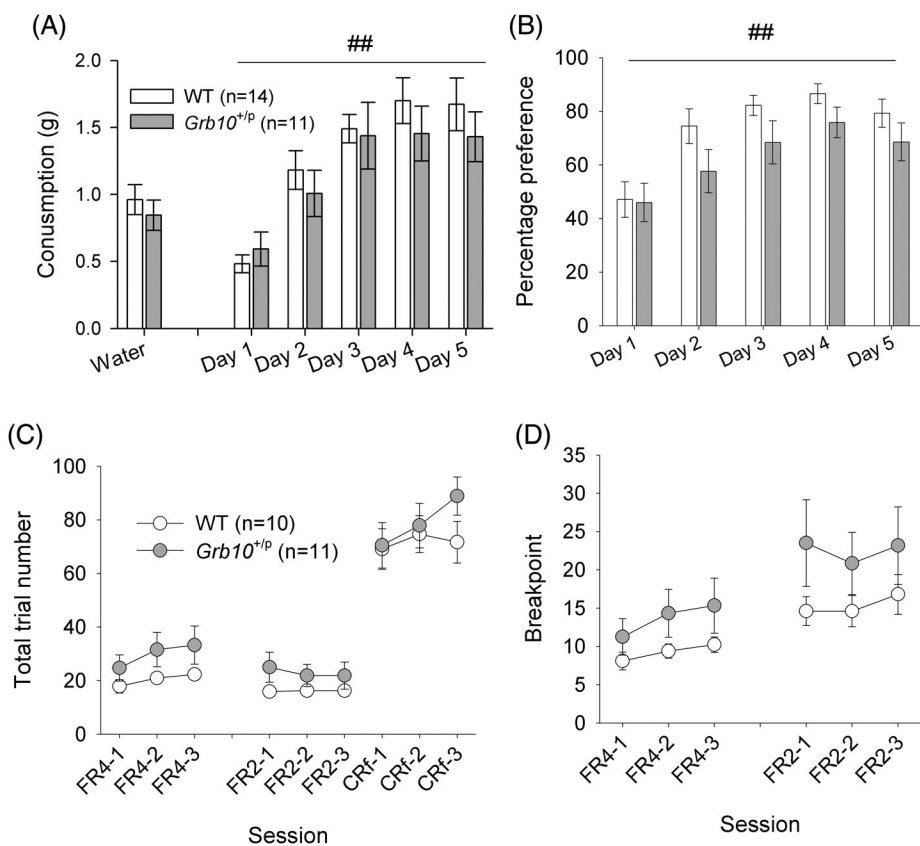 (A)
##
2.0
1.5
1.0
0.5
0.0
Conusmption (g)
WT (n=14)
Grb10+/p (n=11)
Water
Day 1
Day 2
Day 3
Day 4
Day 5
(B)
##
100
80
60
40
20
0
Percentage preference
Day 1
Day 2
Day 3
Day 4
Day 5
(C)
100
80
60
40
20
0
Total trial number
WT (n=10)
Grb10+/p (n=11)
FR4-1
FR4-2
FR4-3
FR2-1
FR2-2
FR2-3
CRf-1
CRf-2
CRf-3
Session
(D)
35
30
25
20
15
10
5
0
Breakpoint
FR4-1
FR4-2
FR4-3
FR2-1
FR2-2
FR2-3
Session